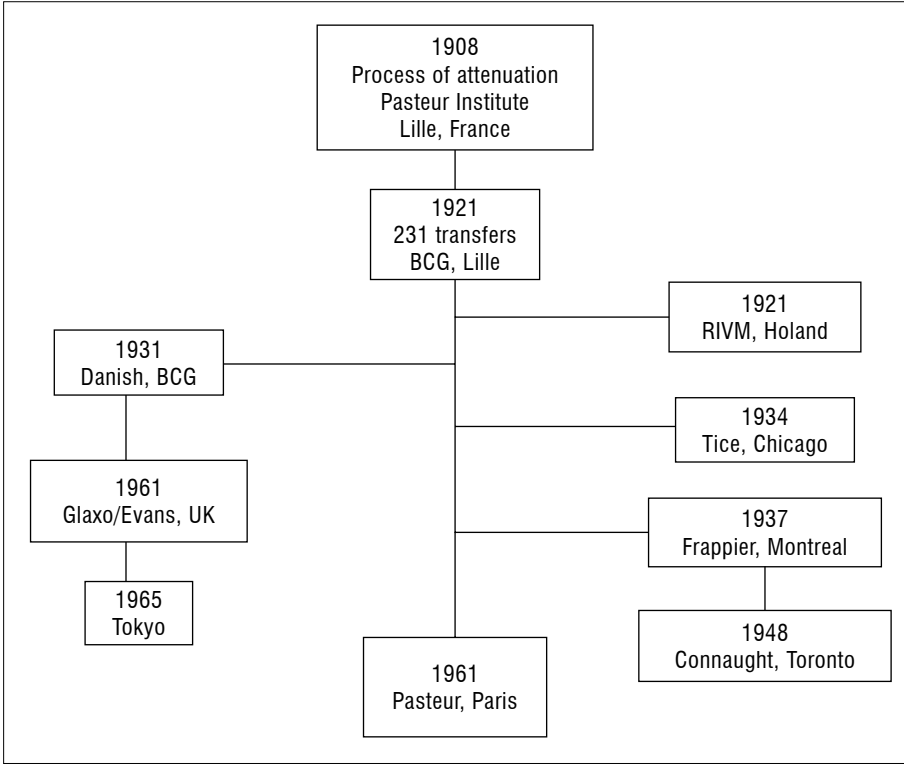 1908
Process of attenuation
Pasteur Institute
Lille, France
1921
231 transfers
BCG, Lille
1921
RIVM, Holand
1931
Danish, BCG
1934
Tice, Chicago
1961
Glaxo/Evans, UK
1937
Frappier, Montreal
1965
Tokyo
1948
Connaught, Toronto
1961
Pasteur, Paris